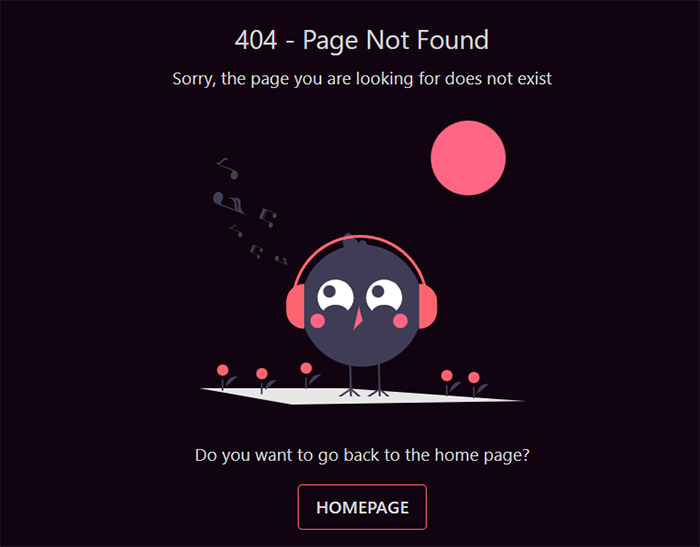 404 - Page Not Found
Sorry, the page you are looking for does not exist
Do you want to go back to the home page?
HOMEPAGE